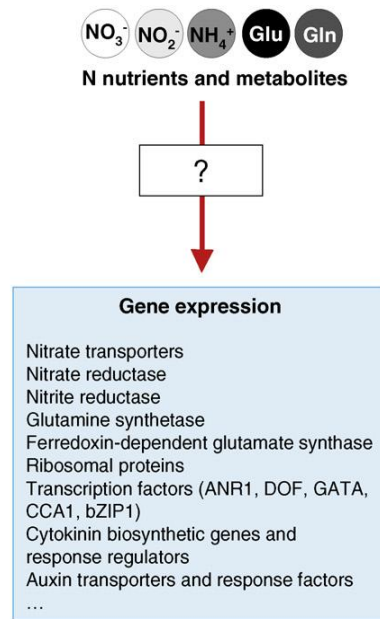 NO₃⁻ NO₂⁻ NH₄⁺ Glu Gln
N nutrients and metabolites
?
Gene expression
Nitrate transporters
Nitrate reductase
Nitrite reductase
Glutamine synthetase
Ferredoxin-dependent glutamate synthase
Ribosomal proteins
Transcription factors (ANR1, DOF, GATA,
CCA1, bZIP1)
Cytokinin biosynthetic genes and
response regulators
Auxin transporters and response factors
...